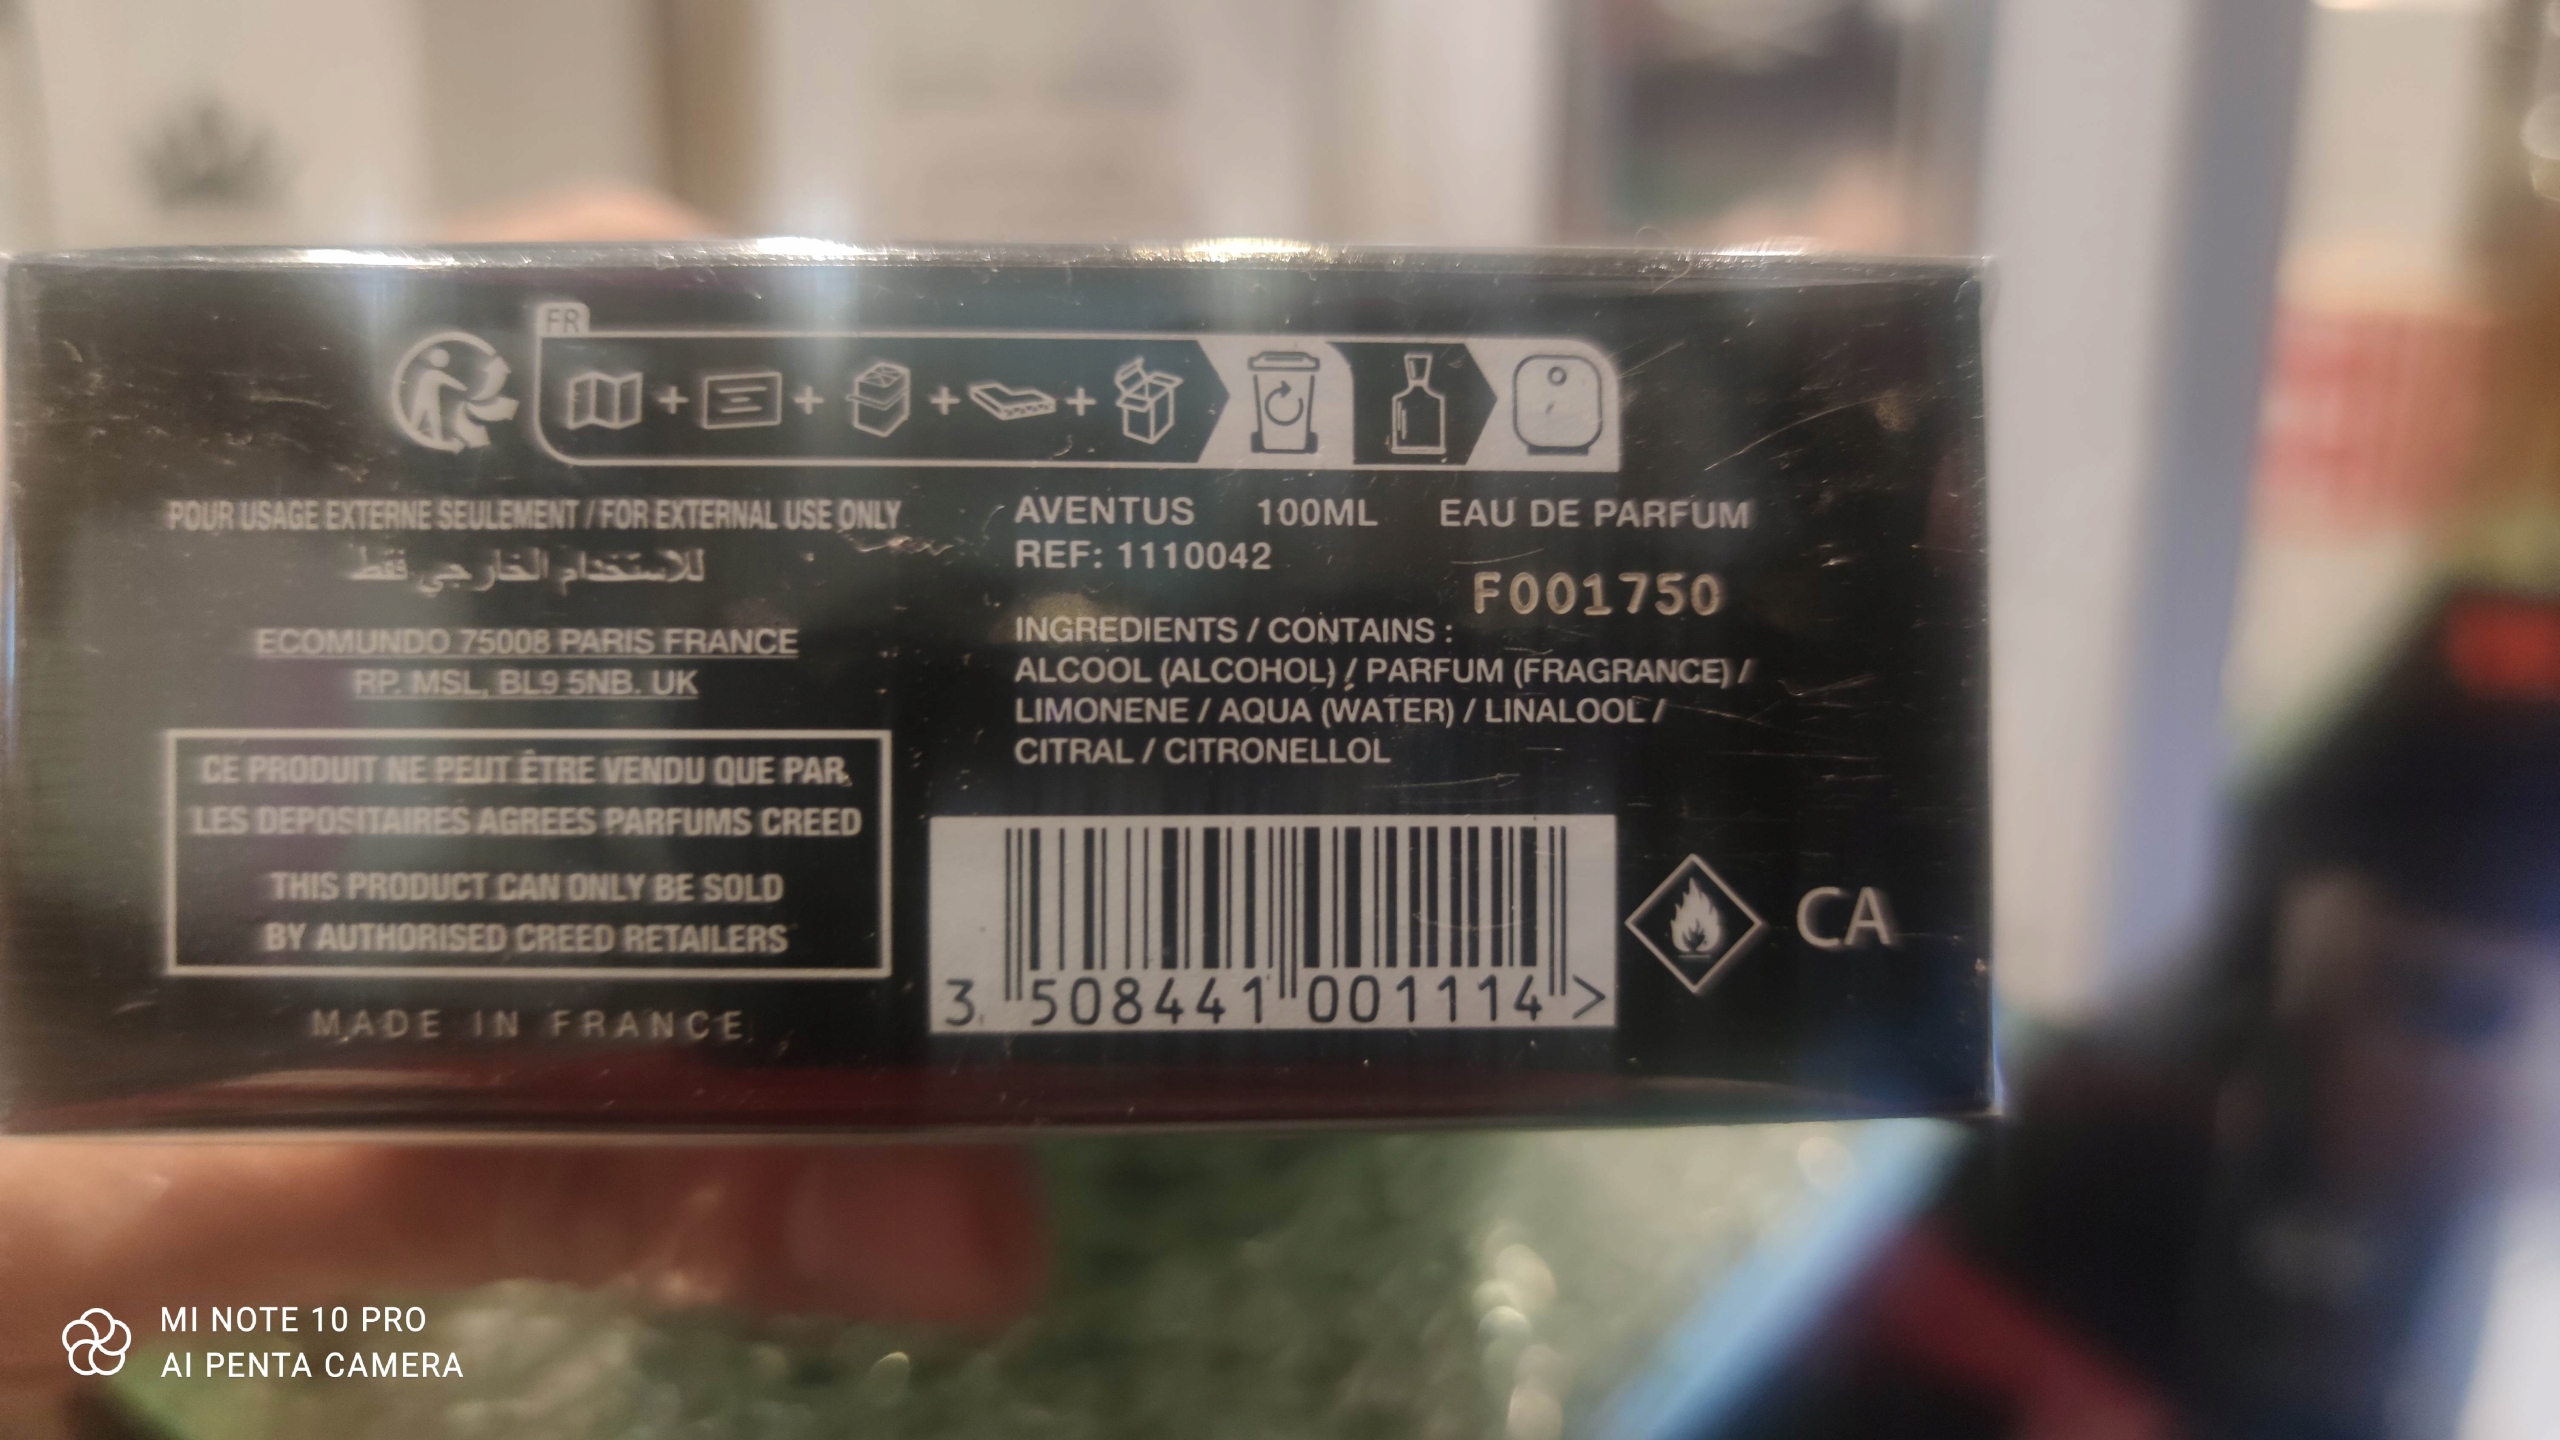 FR
POUR USAGE EXTERNE SEULEMENT / FOR EXTERNAL USE ONLY
للاستخدام الخارجي فقط
ECOMUNDO 75008 PARIS FRANCE
RP. MSL, BL9 5NB. UK
CE PRODUIT NE PEUT ÊTRE VENDU QUE PAR
LES DEPOSITAIRES AGREES PARFUMS CREED
THIS PRODUCT CAN ONLY BE SOLD
BY AUTHORISED CREED RETAILERS
MADE IN FRANCE
AVENTUS 100ML EAU DE PARFUM
REF: 1110042
F001750
INGREDIENTS / CONTAINS :
ALCOOL (ALCOHOL) / PARFUM (FRAGRANCE) /
LIMONENE / AQUA (WATER) / LINALOOL /
CITRAL / CITRONELLOL
3 508441 001114 >
CA
MI NOTE 10 PRO
AI PENTA CAMERA